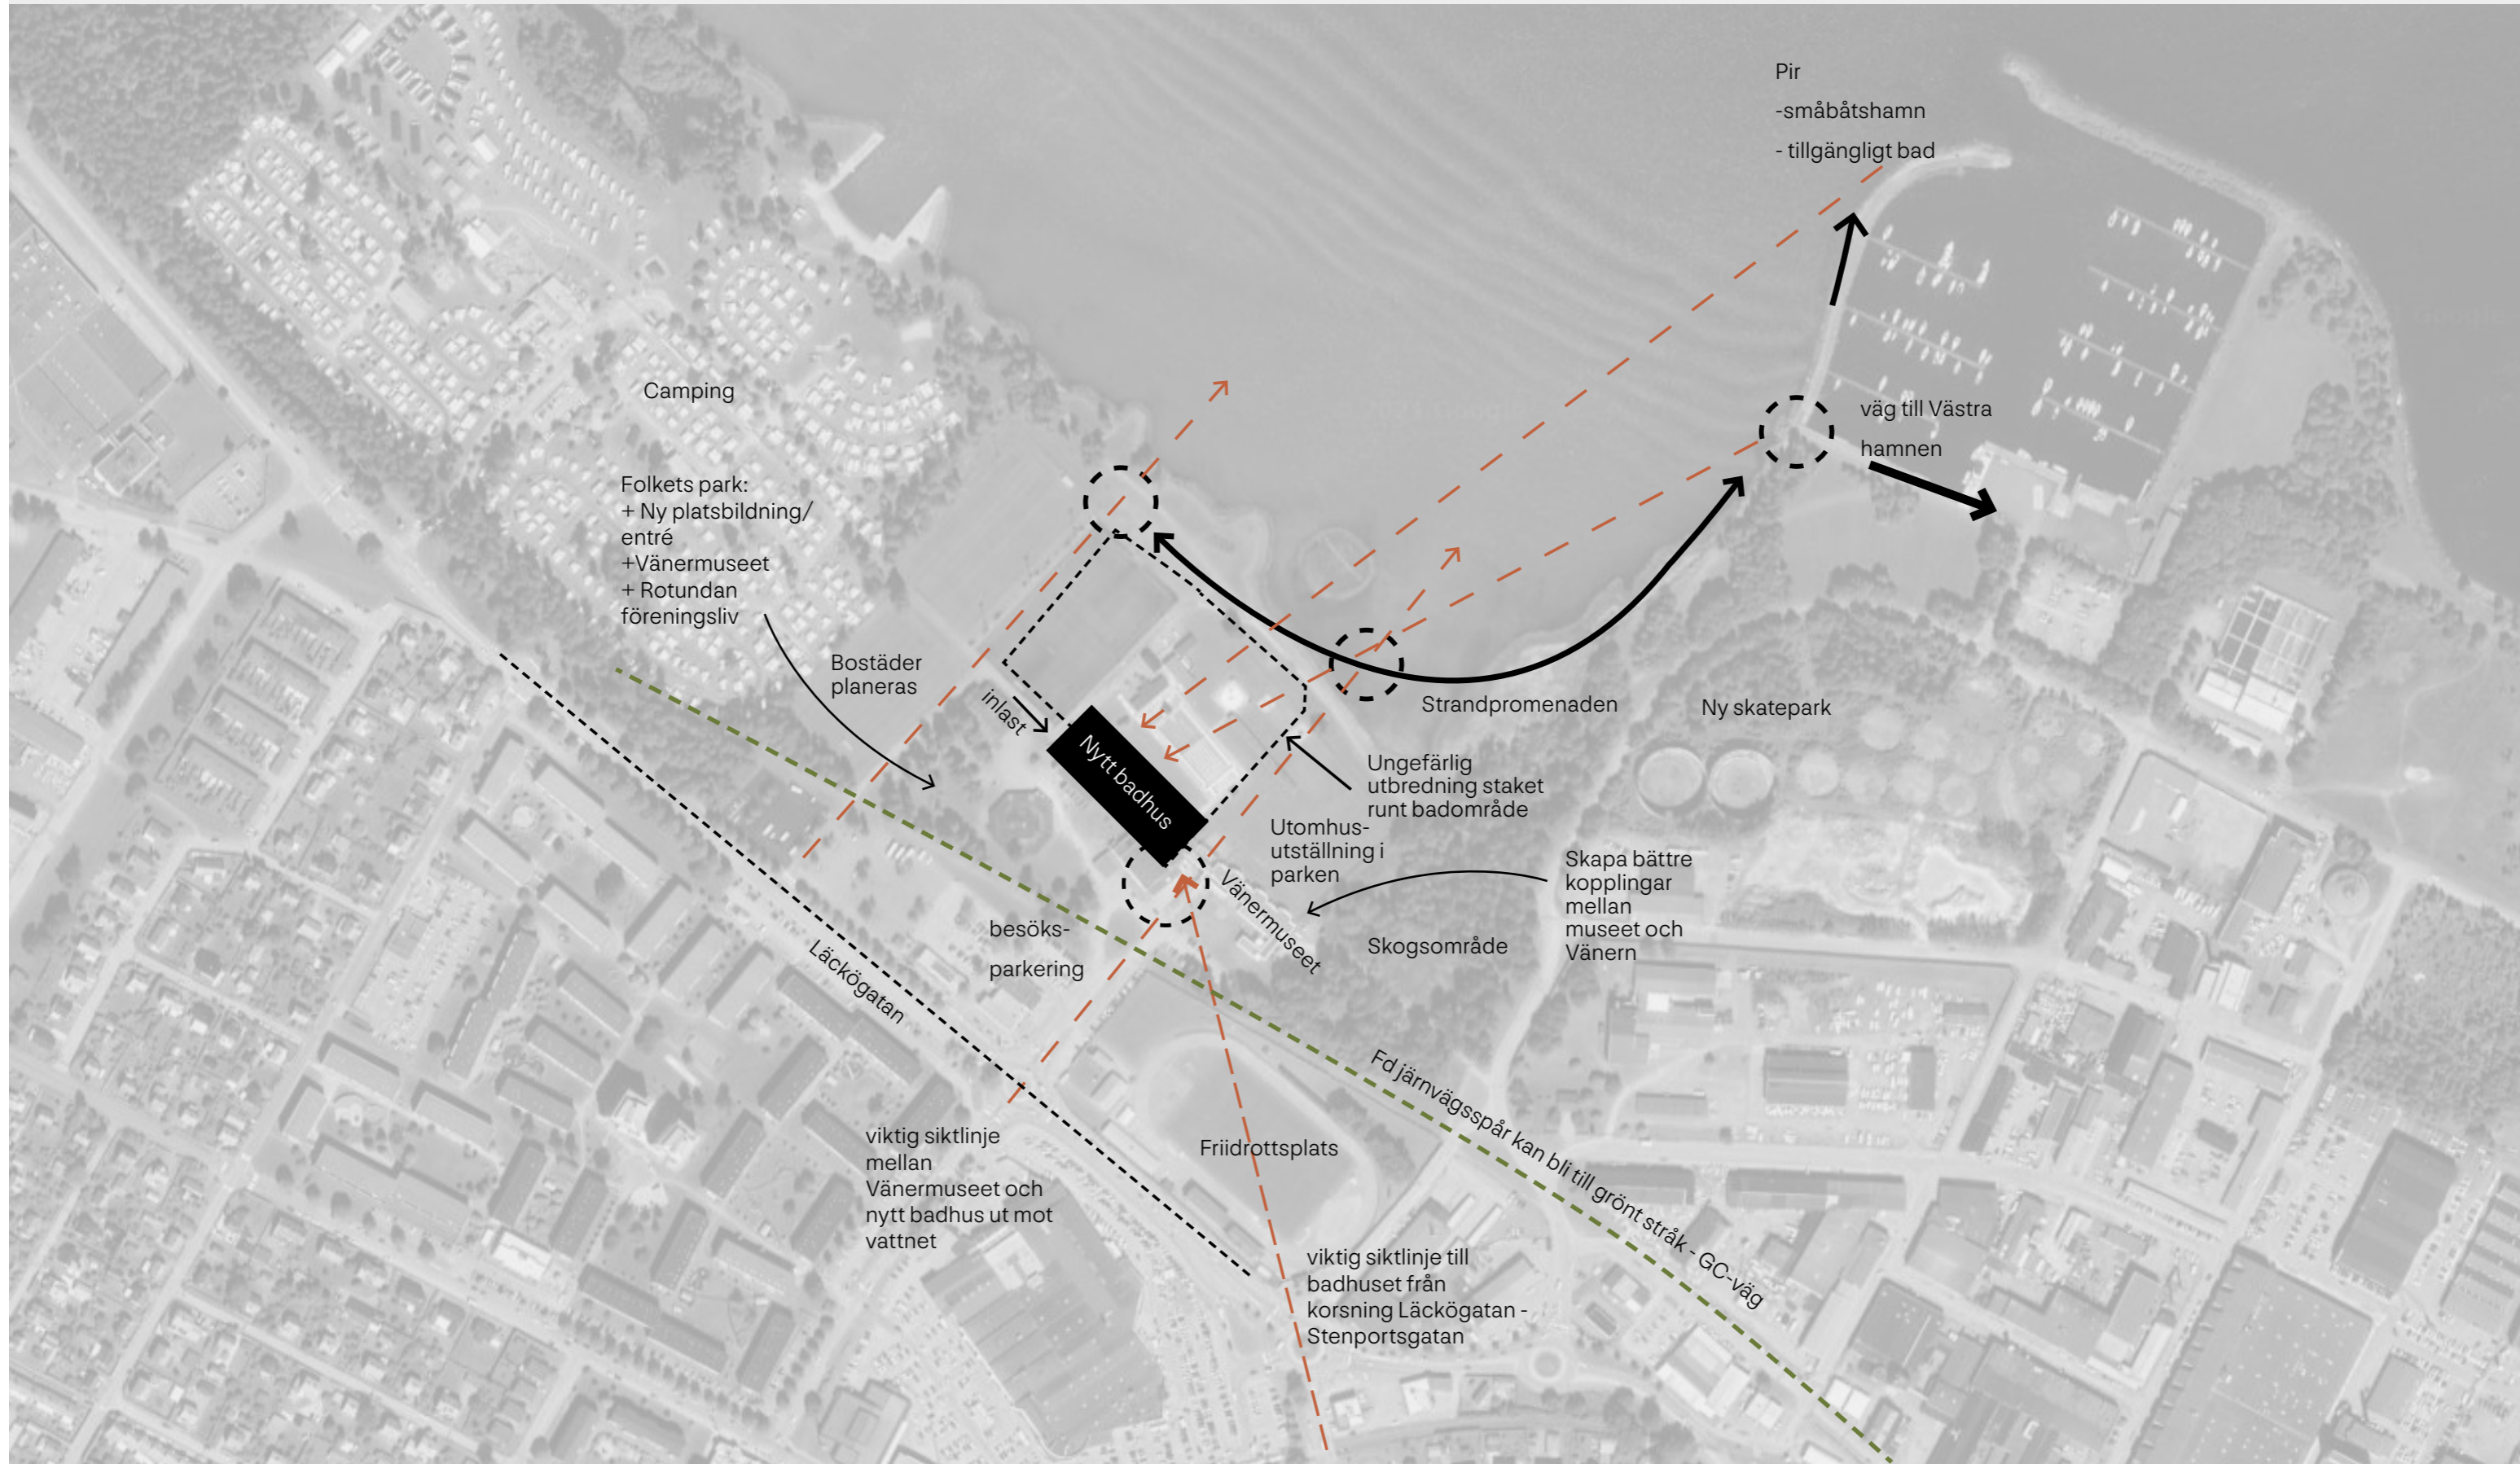 Pir
-småbåtshamn
- tillgängligt bad
Camping
väg till Västra
hamnen
Folkets park:
+ Ny platsbildning/
entré
+Vänermuseet
+ Rotundan
föreningsliv
Bostäder
planeras
inlast
Nytt badhus
Strandpromenaden
Ny skatepark
Ungefärlig
utbredning staket
runt badområde
Utomhus-
utställning i
parken
Skapa bättre
kopplingar
mellan
museet och
Vänern
Vänermuseet
Skogsområde
besöks-
parkering
Läckögatan
Fd järnvägsspår kan bli till grönt stråk - GC-väg
viktig siktlinje
mellan
Vänermuseet och
nytt badhus ut mot
vattnet
Friidrottsplats
viktig siktlinje till
badhuset från
korsning Läckögatan -
Stenportsgatan